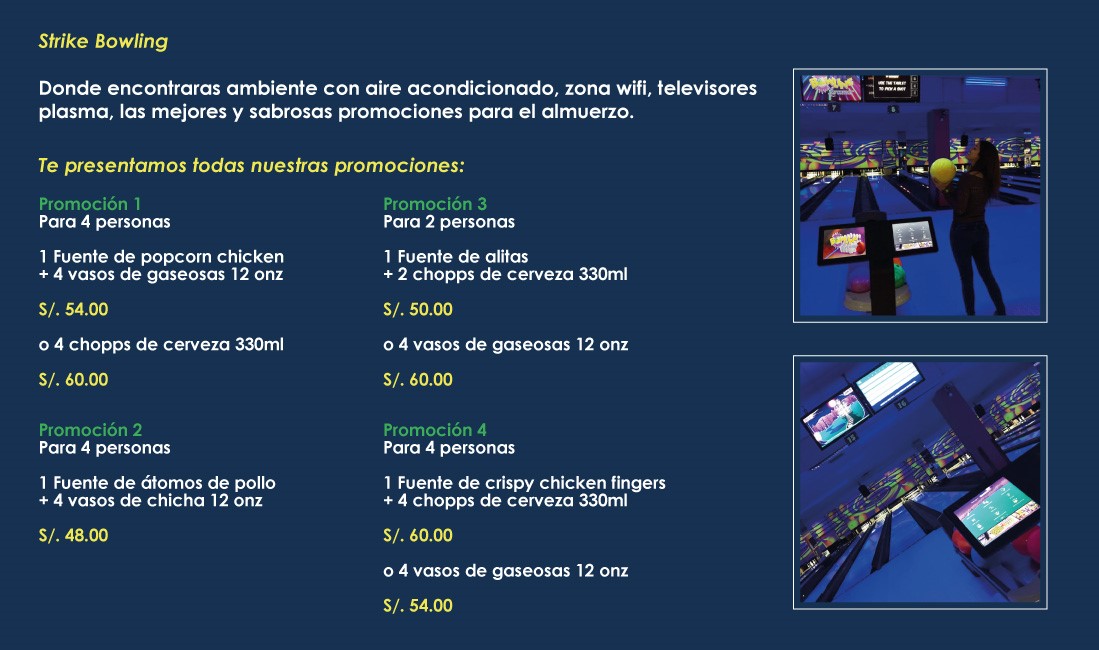 Strike Bowling
Donde encontraras ambiente con aire acondicionado, zona wifi, televisores
plasma, las mejores y sabrosas promociones para el almuerzo.
Te presentamos todas nuestras promociones:
Promoción 1
Para 4 personas
1 Fuente de popcorn chicken
+ 4 vasos de gaseosas 12 onz
S/. 54.00
o 4 chopps de cerveza 330ml
S/. 60.00
Promoción 2
Para 4 personas
1 Fuente de átomos de pollo
+ 4 vasos de chicha 12 onz
S/. 48.00
Promoción 3
Para 2 personas
1 Fuente de alitas
+ 2 chopps de cerveza 330ml
S/. 50.00
o 4 vasos de gaseosas 12 onz
S/. 60.00
Promoción 4
Para 4 personas
1 Fuente de crispy chicken fingers
+ 4 chopps de cerveza 330ml
S/. 60.00
o 4 vasos de gaseosas 12 onz
S/. 54.00
USE THE TABLET
TO PICK A QUIZ
7
8